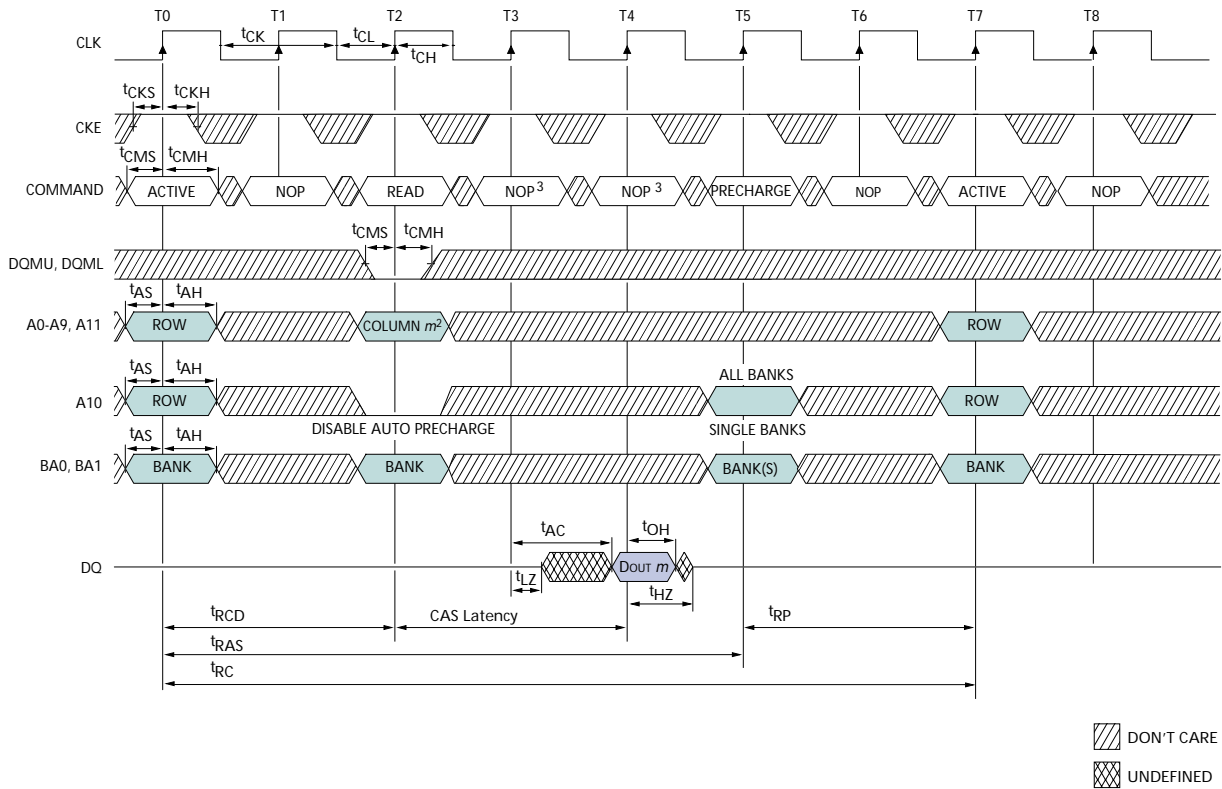 T0 T1 T2 T3 T4 T5 T6 T7 T8
CLK tCK tCL tCH
tCKS tCKH
CKE
tCMS tCMH
COMMAND ACTIVE NOP READ NOP3 NOP 3 PRECHARGE NOP ACTIVE NOP
tCMS tCMH
DQMU, DQML
tAS tAH
A0-A9, A11 ROW COLUMN m2 ROW
tAS tAH ALL BANKS
A10 ROW ROW
DISABLE AUTO PRECHARGE SINGLE BANKS
tAS tAH
BA0, BA1 BANK BANK BANK(S) BANK
tAC tOH
DQ DOUT m
tLZ tHZ
tRCD CAS Latency tRP
tRAS
tRC
DON'T CARE
UNDEFINED